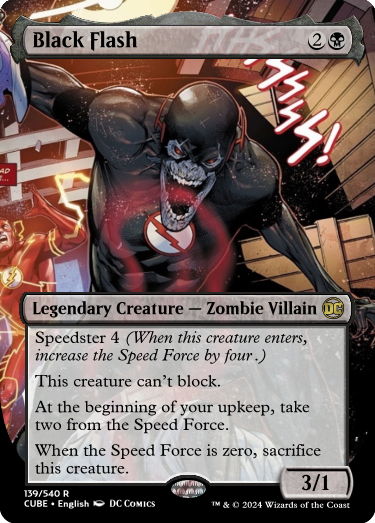 Black Flash 2
SSSS!
Legendary Creature — Zombie Villain DC
Speedster 4 (When this creature enters,
increase the Speed Force by four.)
This creature can't block.
At the beginning of your upkeep, take
two from the Speed Force.
When the Speed Force is zero, sacrifice
this creature.
3/1
139/540 R
CUBE • English DC COMICS
™ & © 2024 Wizards of the Coast